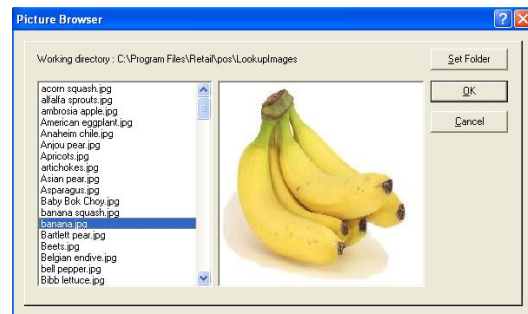 Picture Browser
Working directory : C:\Program Files\Retail\pos\LookupImages
Set Folder
OK
Cancel
acorn squash.jpg
alfalfa sprouts.jpg
ambrosia apple.jpg
American eggplant.jpg
Anaheim chile.jpg
Anjou pear.jpg
Apricots.jpg
artichokes.jpg
Asian pear.jpg
Asparagus.jpg
Baby Bok Choy.jpg
banana squash.jpg
banana.jpg
Bartlett pear.jpg
Beets.jpg
Belgian endive.jpg
bell pepper.jpg
Bibb lettuce.jpg